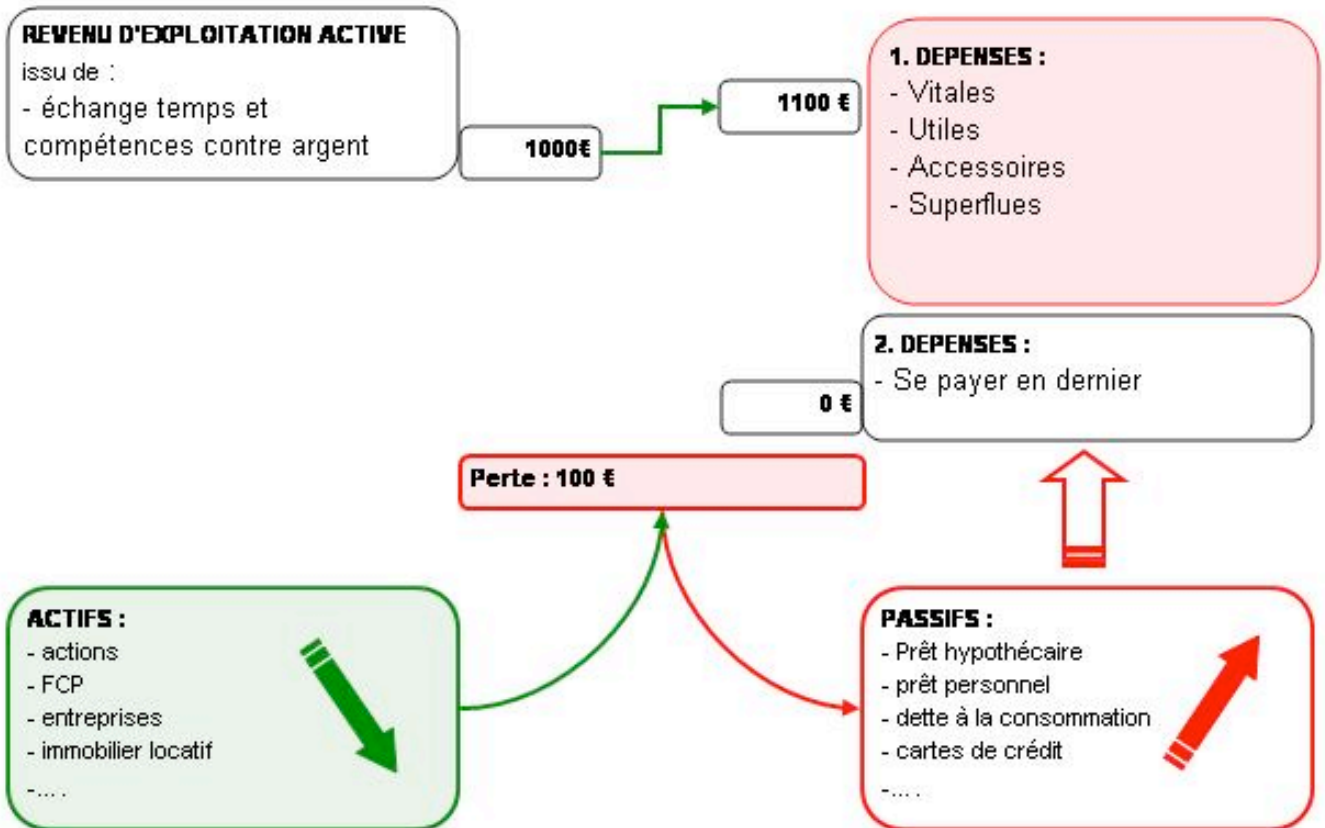 REVENU D'EXPLOITATION ACTIVE
issu de :
- échange temps et
compétences contre argent
1000€
1100 €
1. DEPENSES :
- Vitales
- Utiles
- Accessoires
- Superflues
2. DEPENSES :
- Se payer en dernier
0 €
Perte : 100 €
ACTIFS :
- actions
- FCP
- entreprises
- immobilier locatif
-... .
PASSIFS :
- Prêt hypothécaire
- prêt personnel
- dette à la consommation
- cartes de crédit
-... .